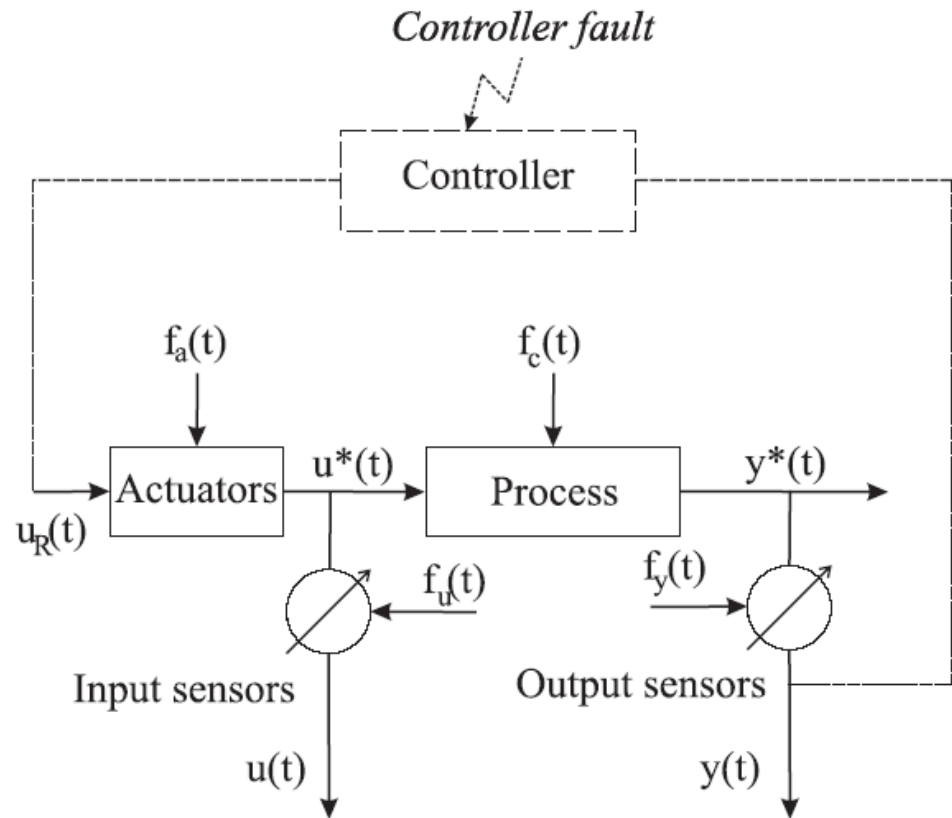 Controller fault
Controller
f_a(t)
f_c(t)
Actuators
u*(t)
Process
y*(t)
u_R(t)
f_u(t)
f_y(t)
Input sensors
Output sensors
u(t)
y(t)